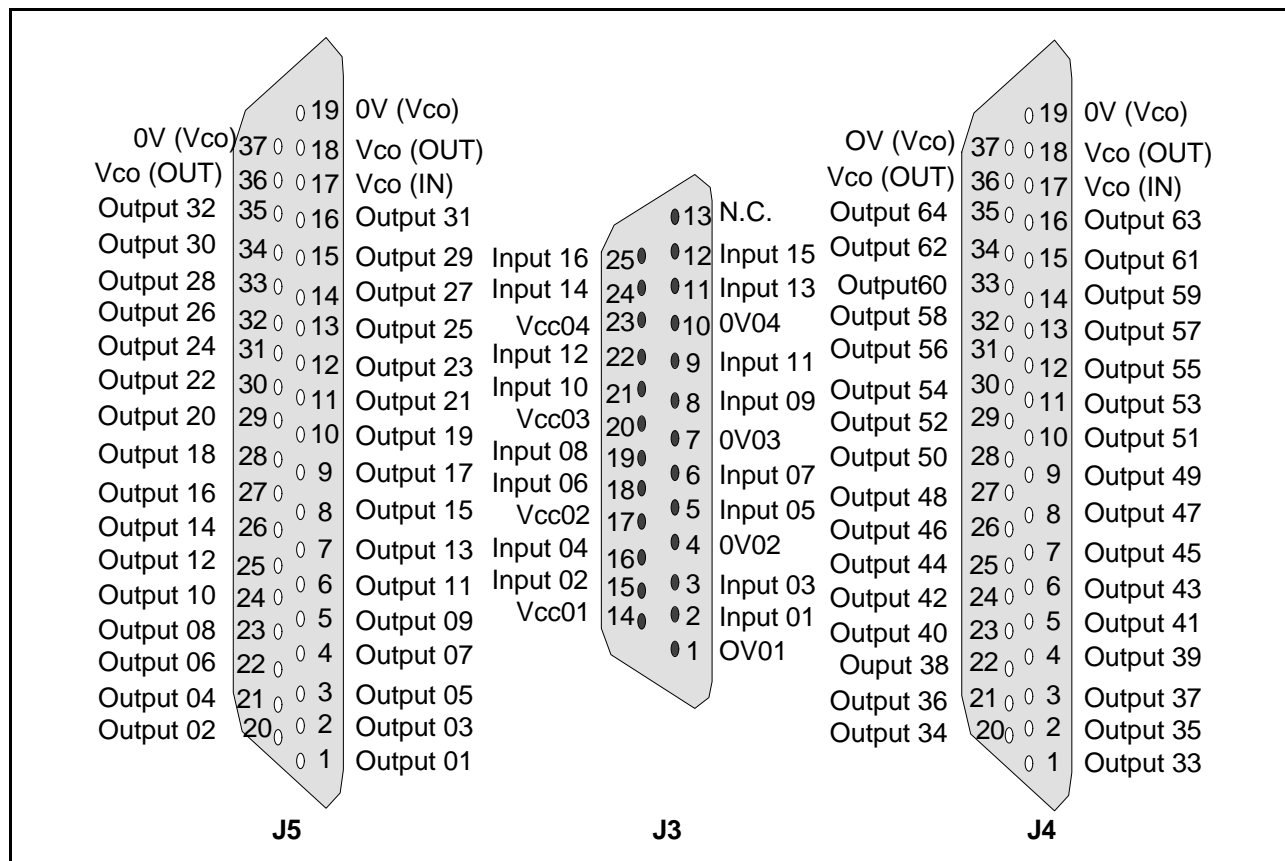 19 0V (Vco)
0V (Vco) 37 18 Vco (OUT)
Vco (OUT) 36 17 Vco (IN)
Output 32 35 16 Output 31
Output 30 34 15 Output 29
Output 28 33 14 Output 27
Output 26 32 13 Output 25
Output 24 31 12 Output 23
Output 22 30 11 Output 21
Output 20 29 10 Output 19
Output 18 28 9 Output 17
Output 16 27 8 Output 15
Output 14 26 7 Output 13
Output 12 25 6 Output 11
Output 10 24 5 Output 09
Output 08 23 4 Output 07
Output 06 22 3 Output 05
Output 04 21 2 Output 03
Output 02 20 1 Output 01
J5
13 N.C.
Input 16 25 12 Input 15
Input 14 24 11 Input 13
Vcc04 23 10 0V04
Input 12 22 9 Input 11
Input 10 21 8 Input 09
Vcc03 20 7 0V03
Input 08 19 6 Input 07
Input 06 18 5 Input 05
Vcc02 17 4 0V02
Input 04 16 3 Input 03
Input 02 15 2 Input 01
Vcc01 14 1 OV01
J3
19 0V (Vco)
OV (Vco) 37 18 Vco (OUT)
Vco (OUT) 36 17 Vco (IN)
Output 64 35 16 Output 63
Output 62 34 15 Output 61
Output60 33 14 Output 59
Output 58 32 13 Output 57
Output 56 31 12 Output 55
Output 54 30 11 Output 53
Output 52 29 10 Output 51
Output 50 28 9 Output 49
Output 48 27 8 Output 47
Output 46 26 7 Output 45
Output 44 25 6 Output 43
Output 42 24 5 Output 41
Output 40 23 4 Output 39
Ouput 38 22 3 Output 37
Output 36 21 2 Output 35
Output 34 20 1 Output 33
J4